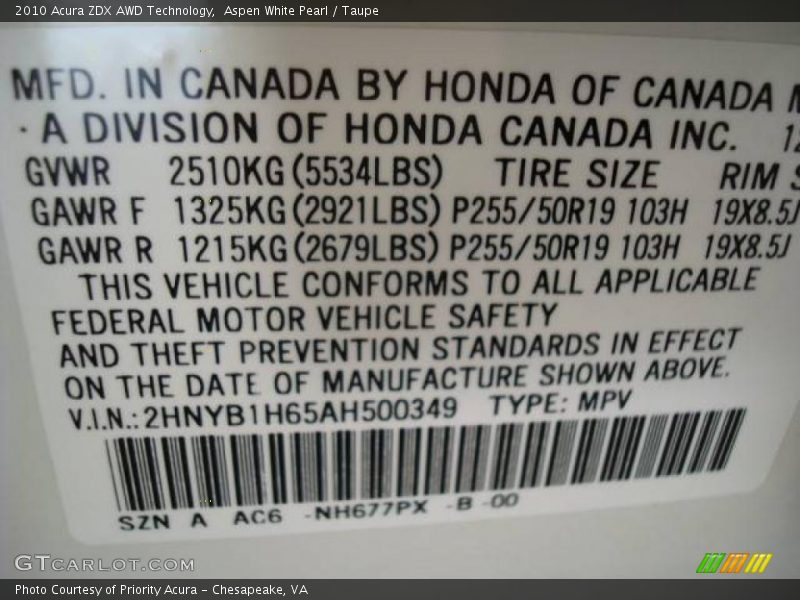 2010 Acura ZDX AWD Technology,  Aspen White Pearl / Taupe
MFD. IN CANADA BY HONDA OF CANADA
· A DIVISION OF HONDA CANADA INC. 12
GVWR 2510KG (5534LBS) TIRE SIZE RIM S
GAWR F 1325KG (2921LBS) P255/50R19 103H 19X8.5J
GAWR R 1215KG (2679LBS) P255/50R19 103H 19X8.5J
THIS VEHICLE CONFORMS TO ALL APPLICABLE
FEDERAL MOTOR VEHICLE SAFETY
AND THEFT PREVENTION STANDARDS IN EFFECT
ON THE DATE OF MANUFACTURE SHOWN ABOVE.
V.I.N.: 2HNYB1H65AH500349 TYPE: MPV
SZN A AC6 -NH677PX -B -00
GTCARLOT.COM
Photo Courtesy of Priority Acura – Chesapeake, VA